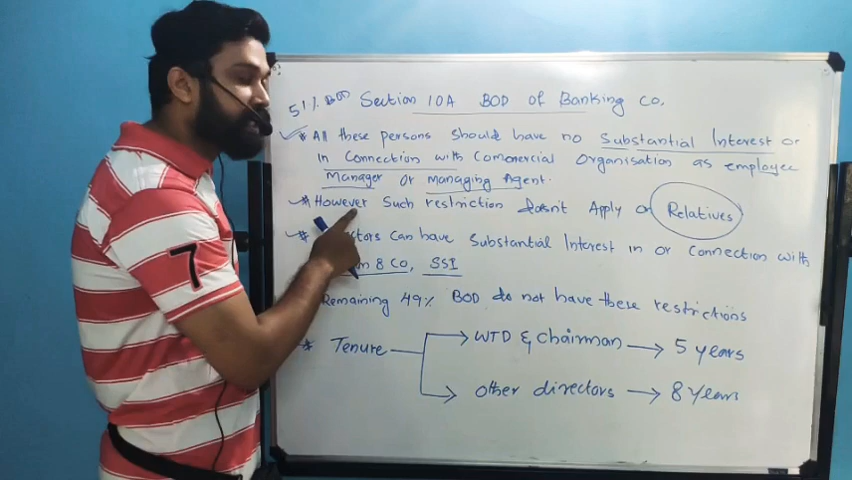 51% BOD Section 10A BOD of Banking Co.
* All these persons should have no Substantial Interest or
in Connection with Commercial Organisation as employee
Manager or managing Agent.
* However Such restriction doesn't Apply on Relatives
* can have Substantial Interest in or Connection with
8 Co, SSI
Remaining 49% BOD do not have these restrictions
* Tenure
WTD & Chairman → 5 years
Other directors → 8 Years
7